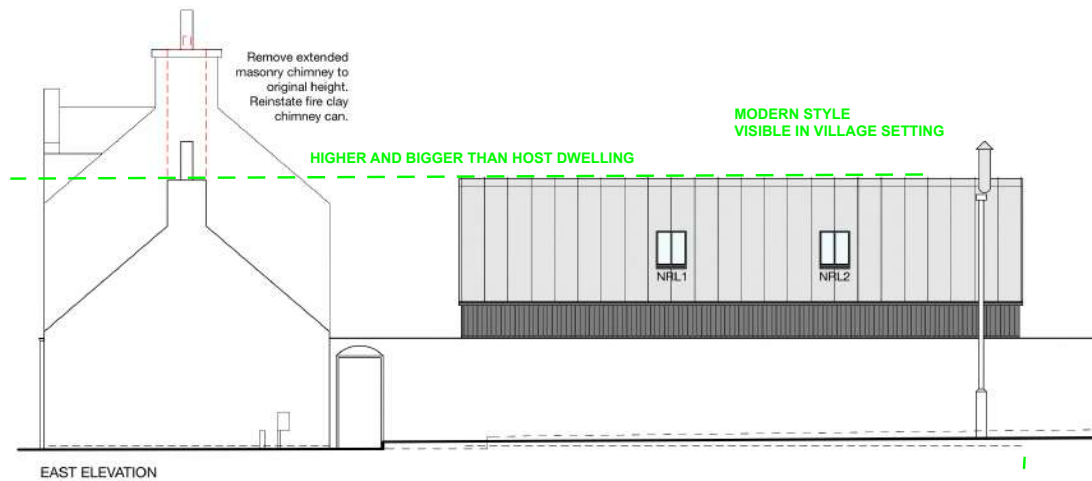 Remove extended
masonry chimney to
original height.
Reinstate fire clay
chimney can.
MODERN STYLE
VISIBLE IN VILLAGE SETTING
HIGHER AND BIGGER THAN HOST DWELLING
NRL1
NRL2
EAST ELEVATION